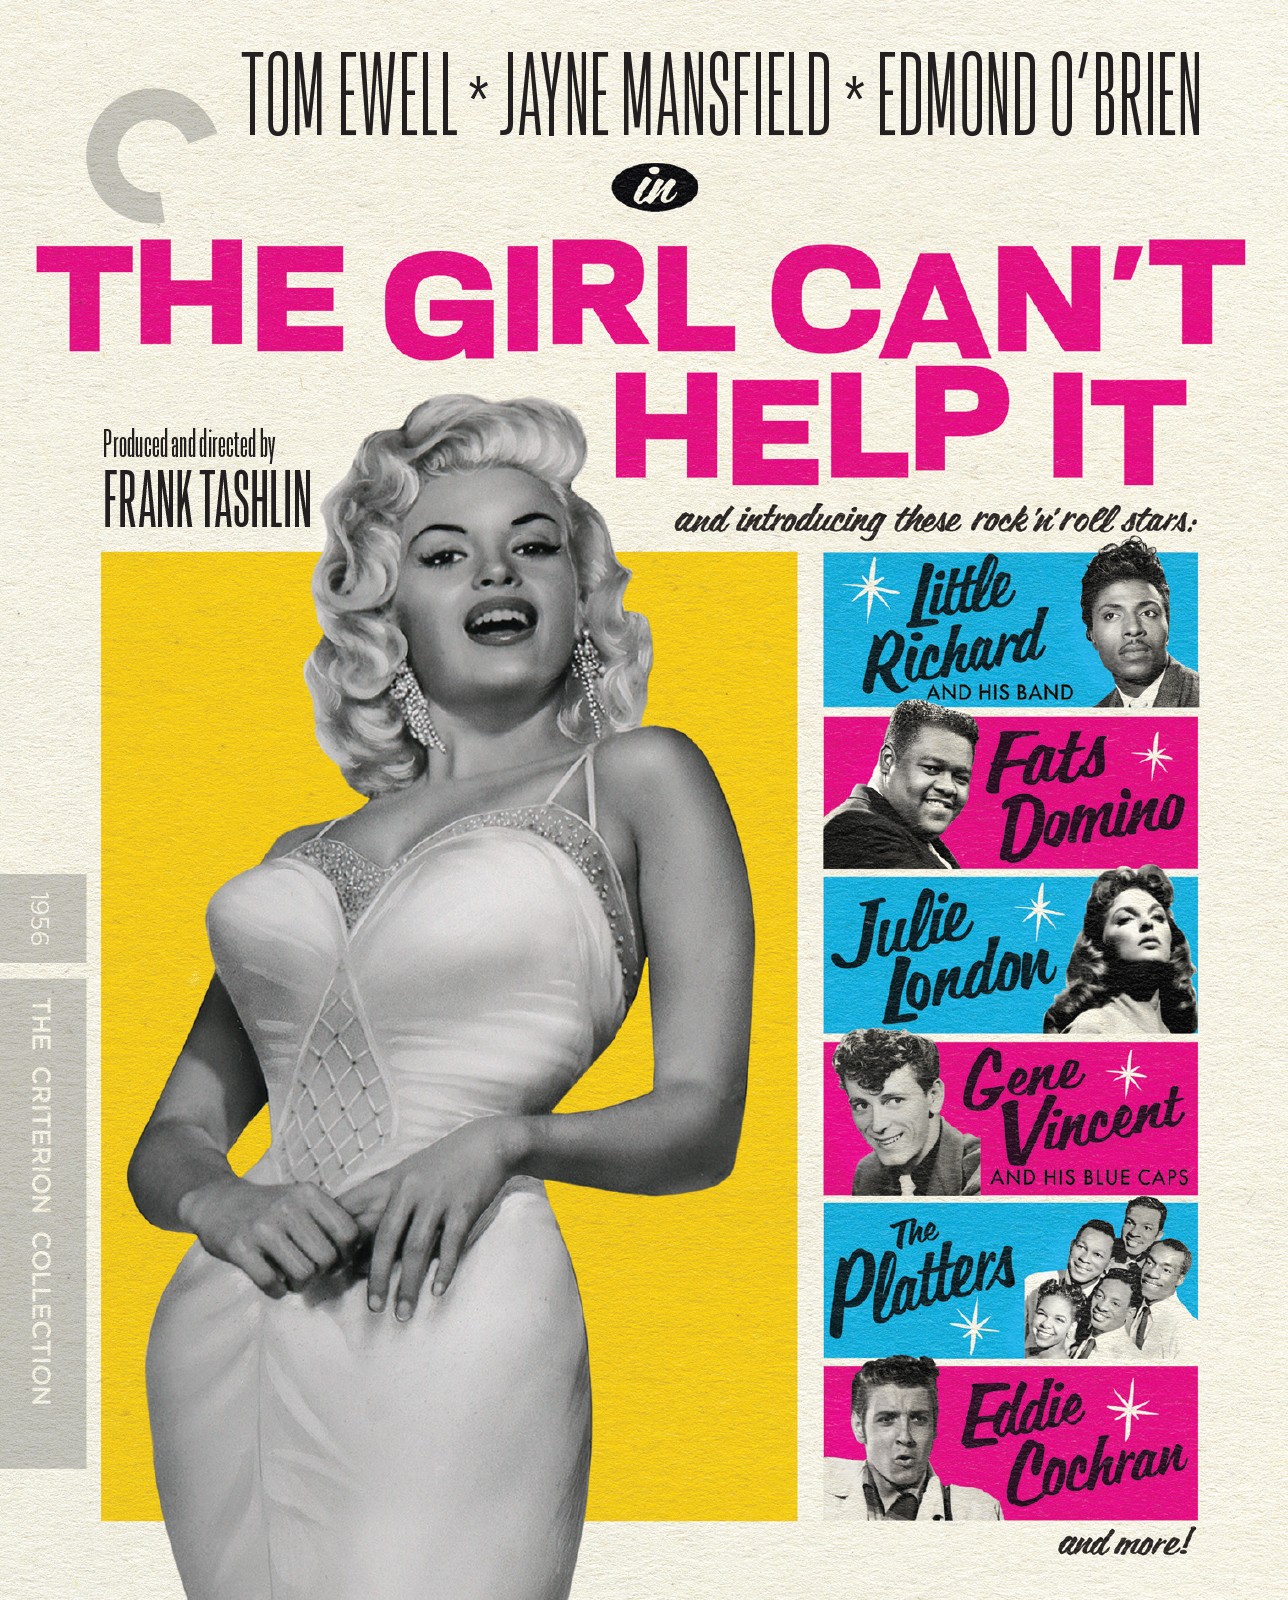 TOM EWELL * JAYNE MANSFIELD * EDMOND O'BRIEN
in
THE GIRL CAN'T
HELP IT
Produced and directed by
FRANK TASHLIN
and introducing these rock'n'roll stars:
Little
Richard
AND HIS BAND
Fats
Domino
Julie
London
Gene
Vincent
AND HIS BLUE CAPS
The
Platters
Eddie
Cochran
and more!
1956
THE CRITERION COLLECTION